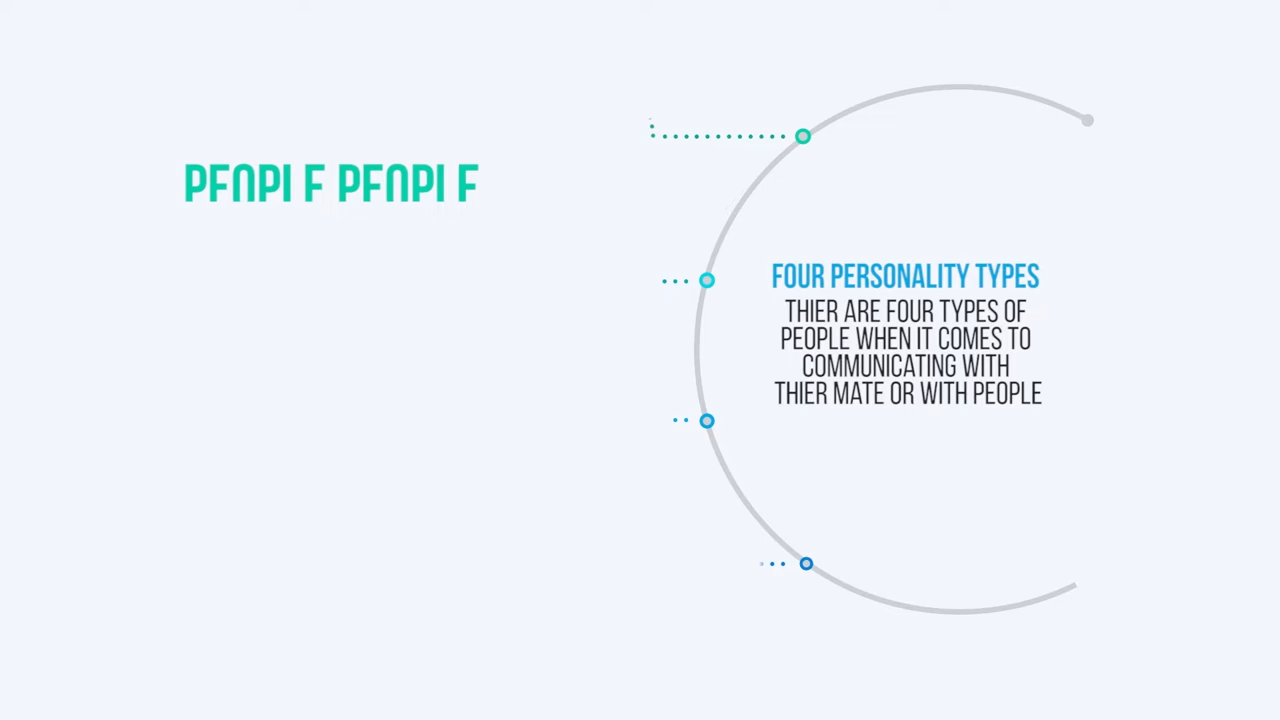 PEOPLE PEOPLE
FOUR PERSONALITY TYPES
THIER ARE FOUR TYPES OF
PEOPLE WHEN IT COMES TO
COMMUNICATING WITH
THIER MATE OR WITH PEOPLE